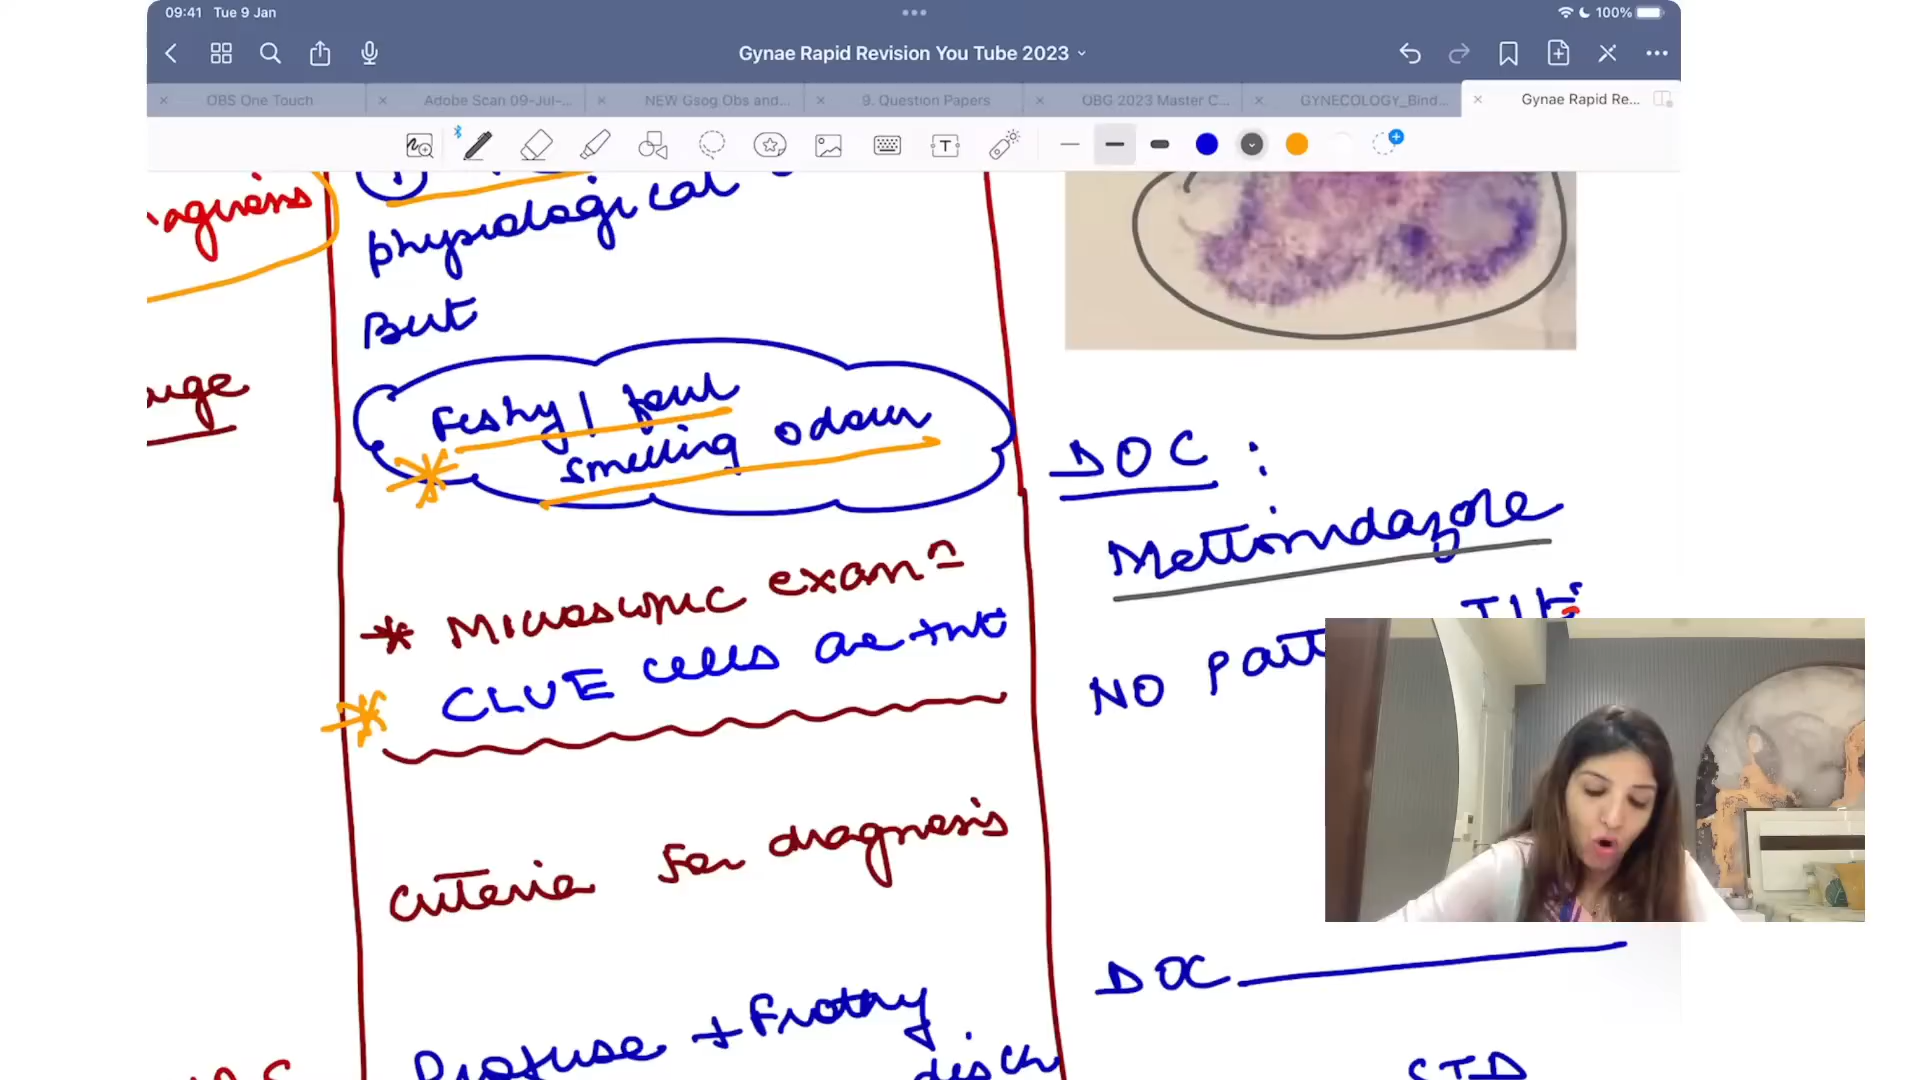 09:41 Tue 9 Jan
100%
Gynae Rapid Revision You Tube 2023
OBS One Touch
Adobe Scan 09-Jul-...
NEW Gsog Obs and...
9. Question Papers
OBG 2023 Master C...
GYNECOLOGY_Bind...
Gynae Rapid Re...
physiological
But
Fishy / foul
smelling odour
* Microscopic exam
* CLUE cells are +nt
criteria for diagnosis
Profuse + Frothy
disch
DOC :
Metronidazole
NO
DOC
STD